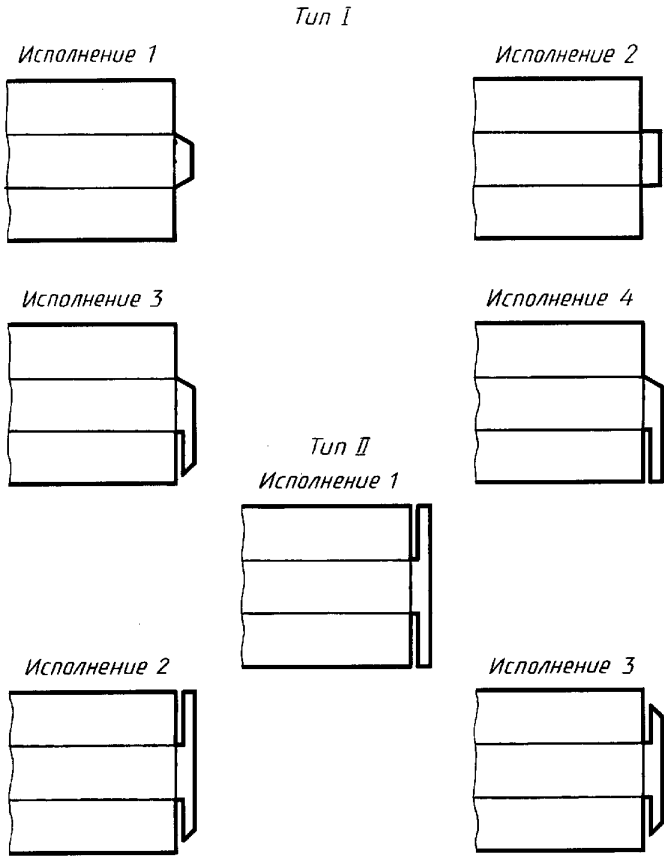 Тип I
Исполнение 1
Исполнение 2
Исполнение 3
Исполнение 4
Тип II
Исполнение 1
Исполнение 2
Исполнение 3